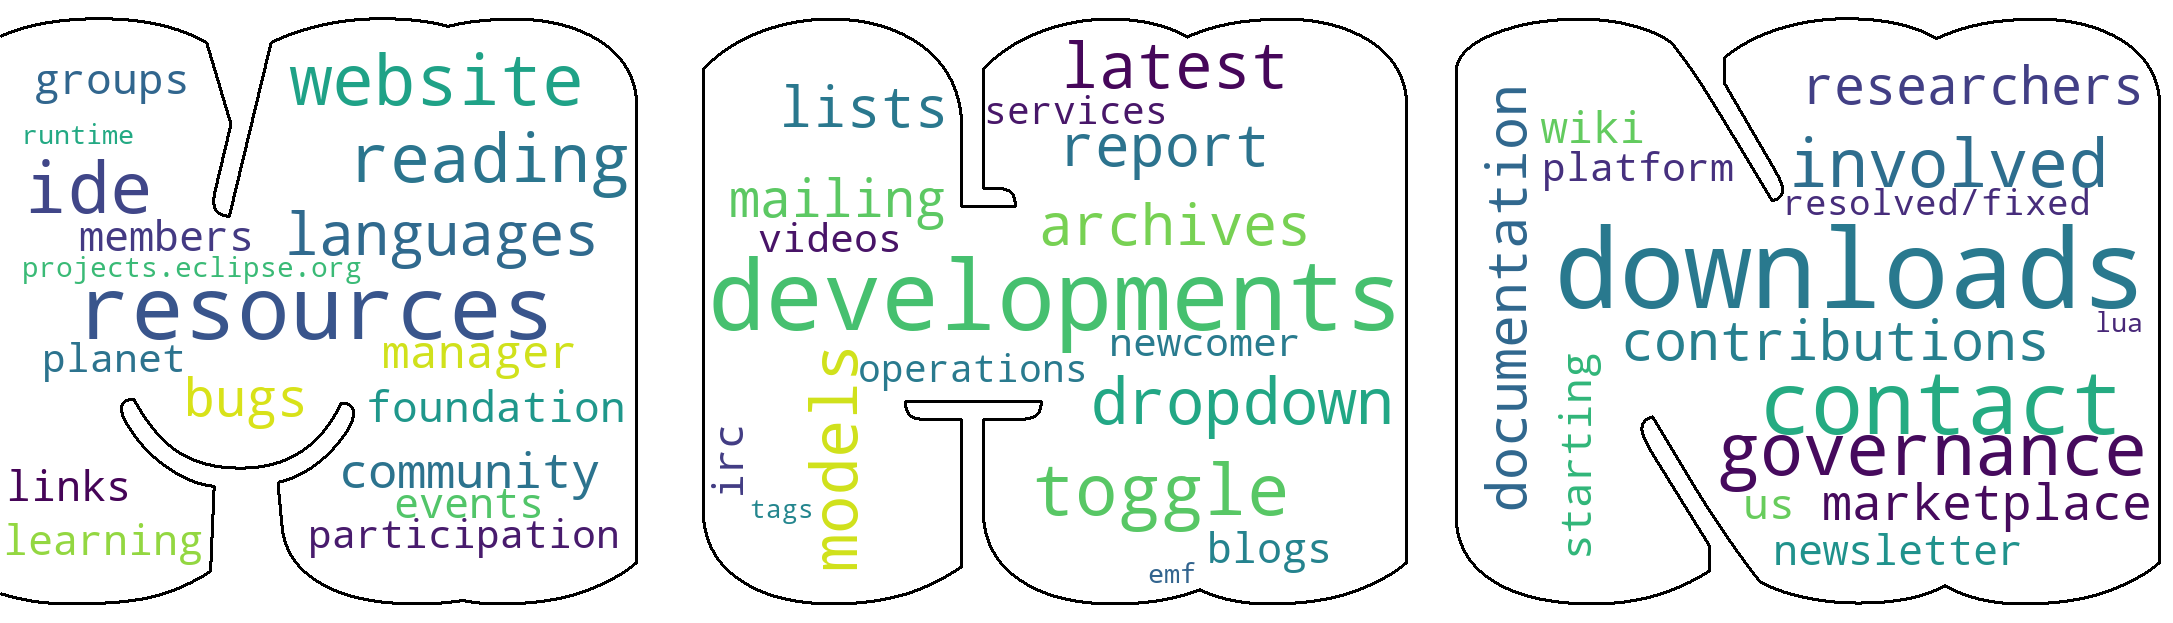 groups
website
runtime
reading
ide
members
languages
projects.eclipse.org
resources
planet
manager
bugs
foundation
links
community
events
learning
participation
latest
lists
services
report
mailing
archives
videos
developments
newcomer
operations
models
dropdown
irc
toggle
tags
blogs
emf
researchers
documentation
wiki
involved
platform
resolved/fixed
downloads
lua
contributions
starting
contact
governance
us
marketplace
newsletter